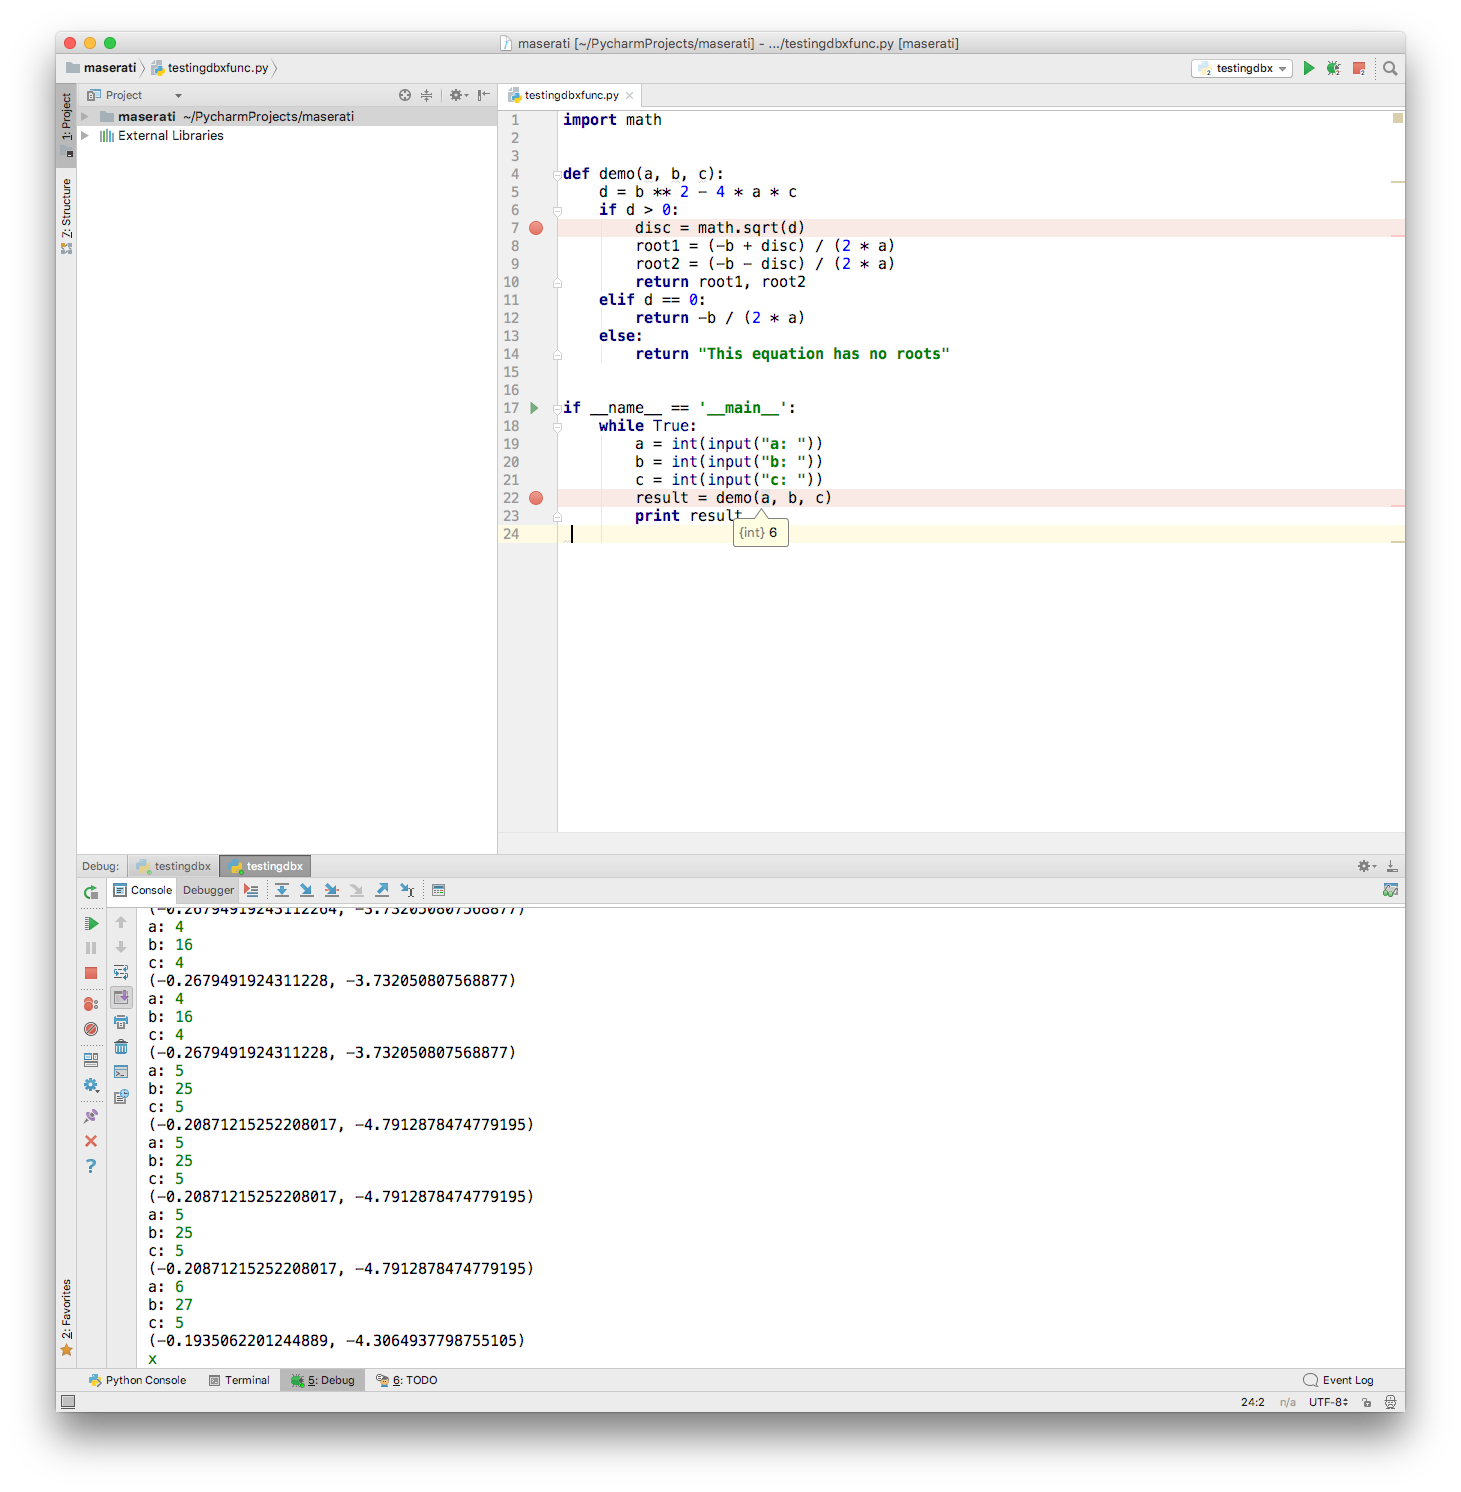 maserati [~/PycharmProjects/maserati] - .../testingdbxfunc.py [maserati]
maserati testingdbxfunc.py testingdbx
1: Project
7: Structure
Project
maserati ~/PycharmProjects/maserati
External Libraries
testingdbxfunc.py
1 import math
2
3
4 def demo(a, b, c):
5 d = b ** 2 - 4 * a * c
6 if d > 0:
7 disc = math.sqrt(d)
8 root1 = (-b + disc) / (2 * a)
9 root2 = (-b - disc) / (2 * a)
10 return root1, root2
11 elif d == 0:
12 return -b / (2 * a)
13 else:
14 return "This equation has no roots"
15
16
17 if __name__ == '__main__':
18 while True:
19 a = int(input("a: "))
20 b = int(input("b: "))
21 c = int(input("c: "))
22 result = demo(a, b, c)
23 print result
24
{int} 6
Debug: testingdbx testingdbx
Console Debugger
(-0.26794919243112264, -3.732050807568877)
a: 4
b: 16
c: 4
(-0.2679491924311228, -3.732050807568877)
a: 4
b: 16
c: 4
(-0.2679491924311228, -3.732050807568877)
a: 5
b: 25
c: 5
(-0.20871215252208017, -4.7912878474779195)
a: 5
b: 25
c: 5
(-0.20871215252208017, -4.7912878474779195)
a: 5
b: 25
c: 5
(-0.20871215252208017, -4.7912878474779195)
a: 6
b: 27
c: 5
(-0.1935062201244889, -4.3064937798755105)
x
2: Favorites
Python Console Terminal 5: Debug 6: TODO Event Log
24:2 n/a UTF-8